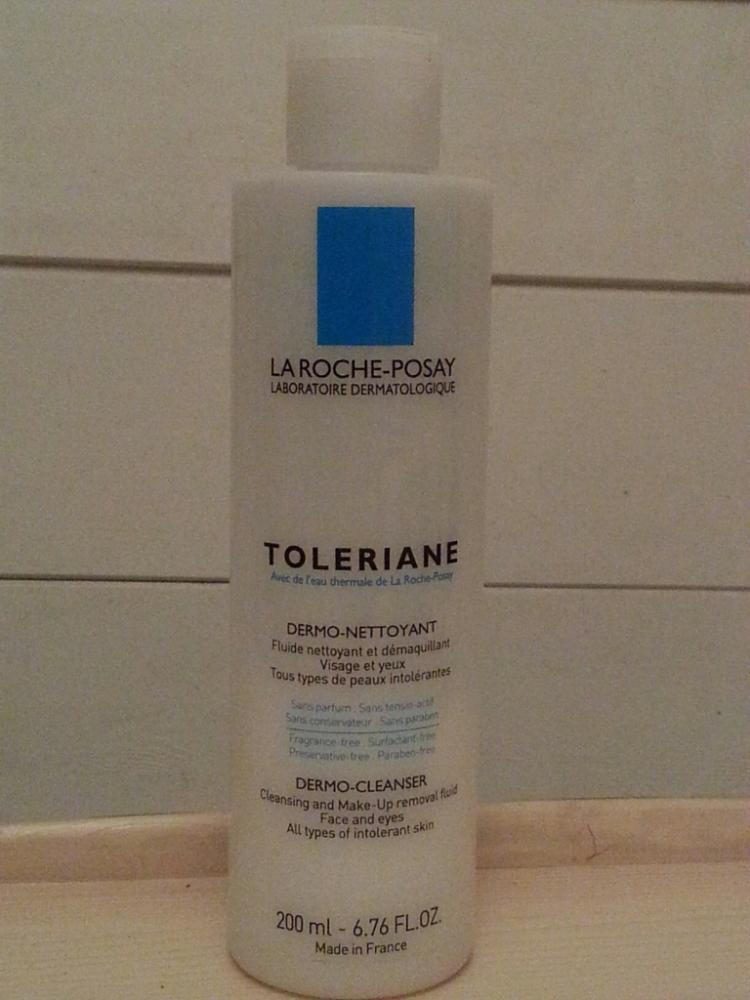 LA ROCHE-POSAY
LABORATOIRE DERMATOLOGIQUE
TOLERIANE
Avec de l'eau thermale de La Roche-Posay
DERMO-NETTOYANT
Fluide nettoyant et démaquillant
Visage et yeux
Tous types de peaux intolérantes
Sans parfum . Sans tensio-actif
Sans conservateur . Sans paraben
Fragrance-free . Surfactant-free
Preservative-free . Paraben-free
DERMO-CLEANSER
Cleansing and Make-Up removal fluid
Face and eyes
All types of intolerant skin
200 ml - 6.76 FL.OZ.
Made in France